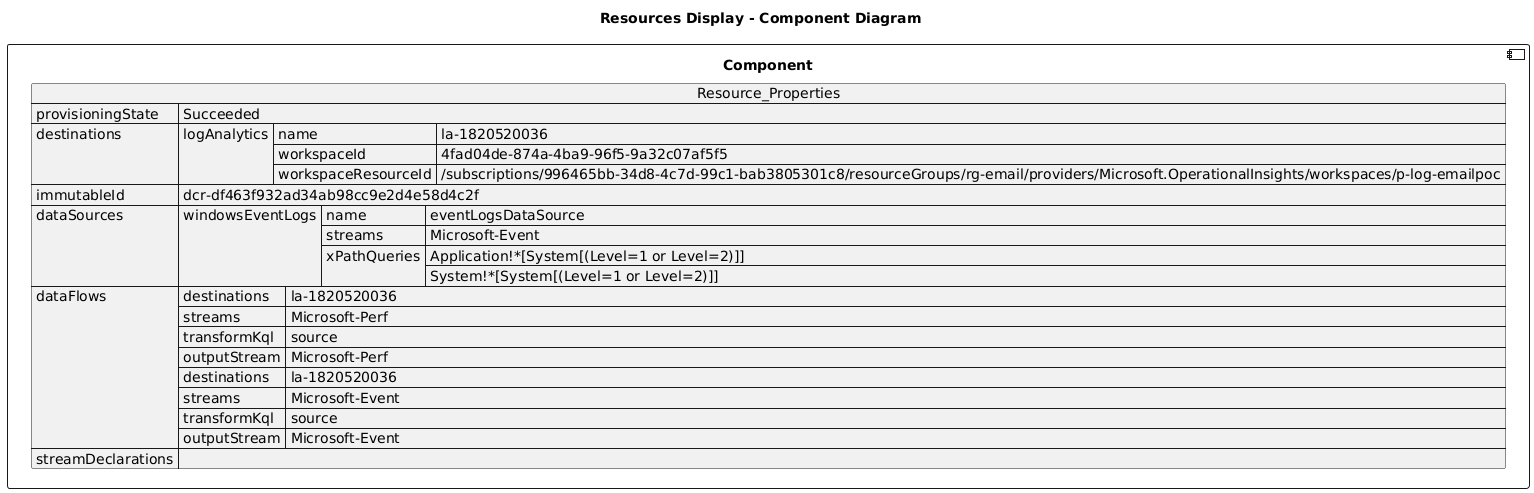 Resources Display - Component Diagram
Component
Resource_Properties
provisioningState Succeeded
destinations logAnalytics name la-1820520036
workspaceId 4fad04de-874a-4ba9-96f5-9a32c07af5f5
workspaceResourceId /subscriptions/996465bb-34d8-4c7d-99c1-bab3805301c8/resourceGroups/rg-email/providers/Microsoft.OperationalInsights/workspaces/p-log-emailpoc
immutableId dcr-df463f932ad34ab98cc9e2d4e58d4c2f
dataSources windowsEventLogs name eventLogsDataSource
streams Microsoft-Event
xPathQueries Application!*[System[(Level=1 or Level=2)]]
System!*[System[(Level=1 or Level=2)]]
dataFlows destinations la-1820520036
streams Microsoft-Perf
transformKql source
outputStream Microsoft-Perf
destinations la-1820520036
streams Microsoft-Event
transformKql source
outputStream Microsoft-Event
streamDeclarations